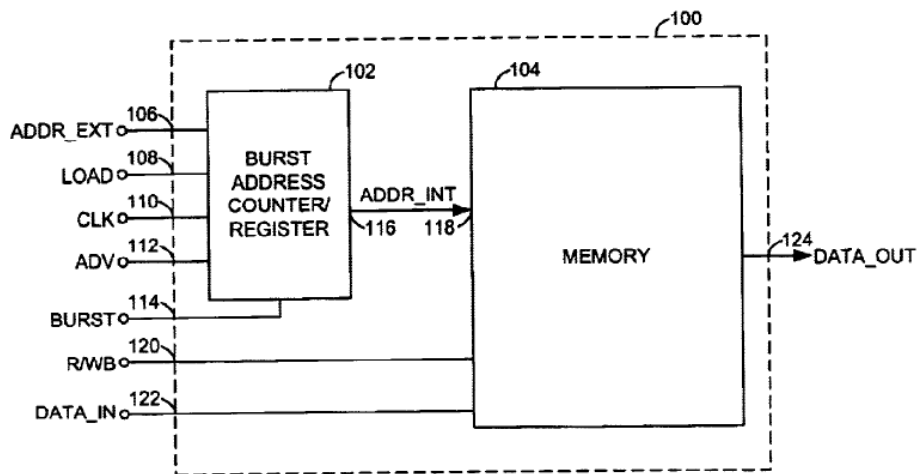 100
102
104
106
ADDR_EXT
108
LOAD
BURST
ADDRESS
COUNTER/
REGISTER
ADDR_INT
110
CLK
116
118
112
ADV
MEMORY
124
DATA_OUT
114
BURST
120
R/WB
122
DATA_IN